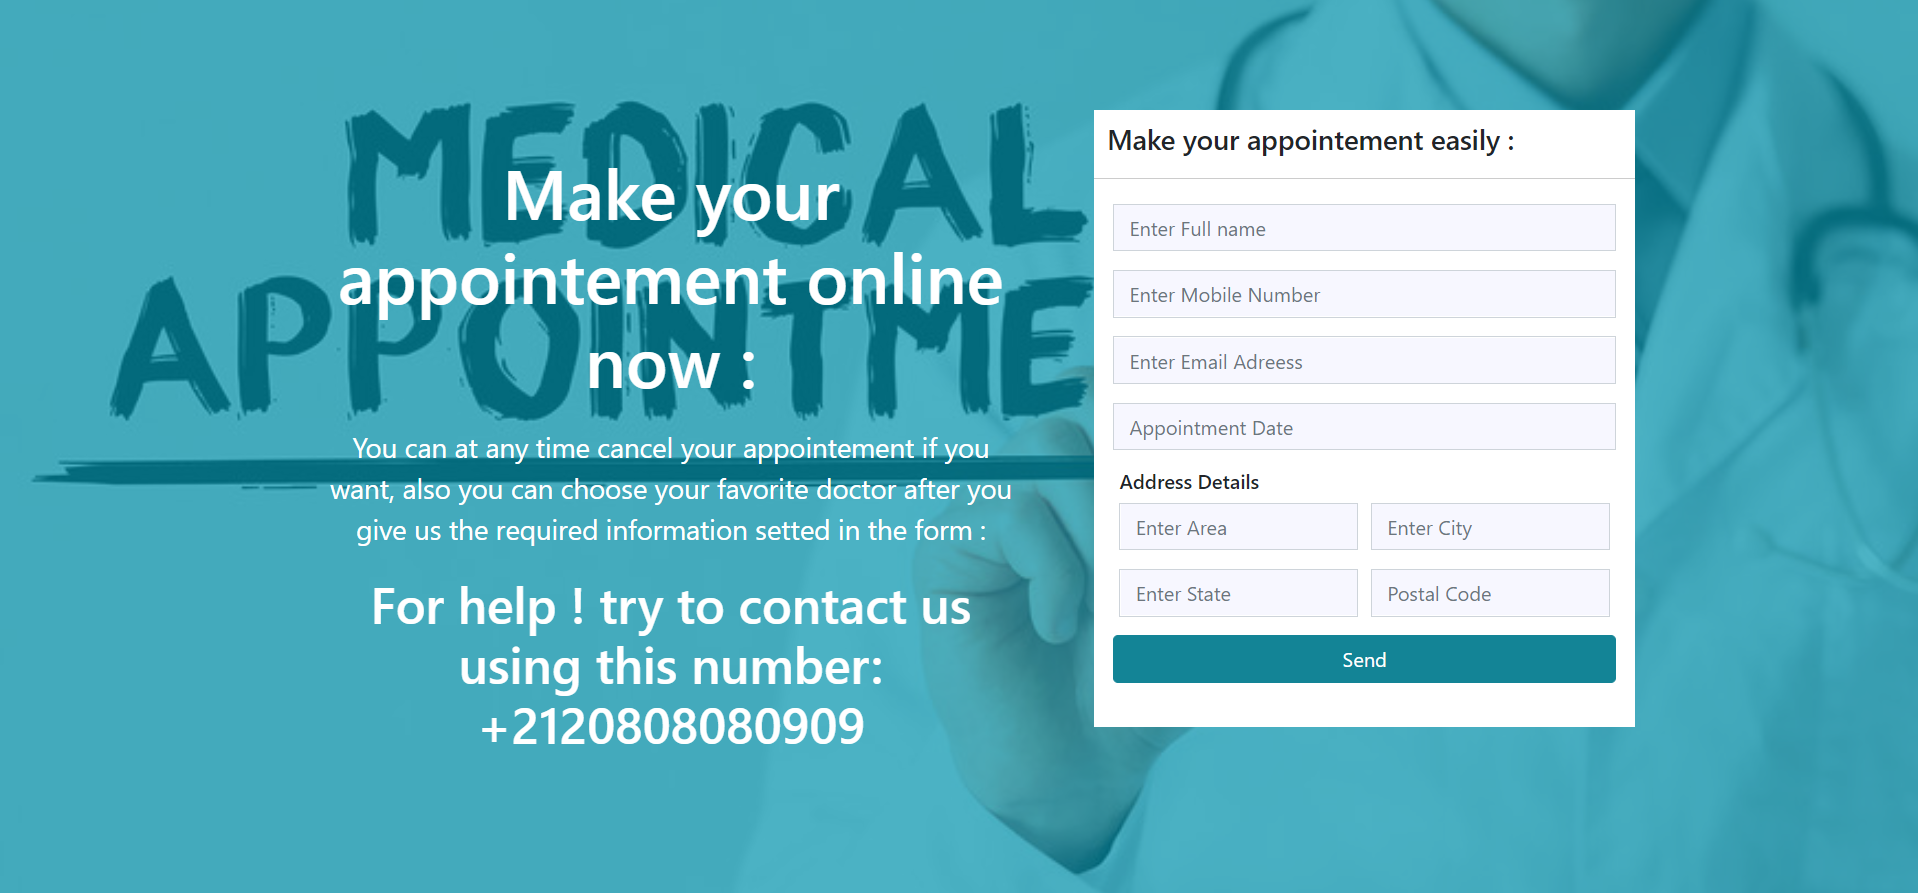 MEDICAL
APPOINTME
Make your
appointement online
now :
You can at any time cancel your appointement if you
want, also you can choose your favorite doctor after you
give us the required information setted in the form :
For help ! try to contact us
using this number:
+2120808080909
Make your appointement easily :
Enter Full name
Enter Mobile Number
Enter Email Adreess
Appointment Date
Address Details
Enter Area
Enter City
Enter State
Postal Code
Send